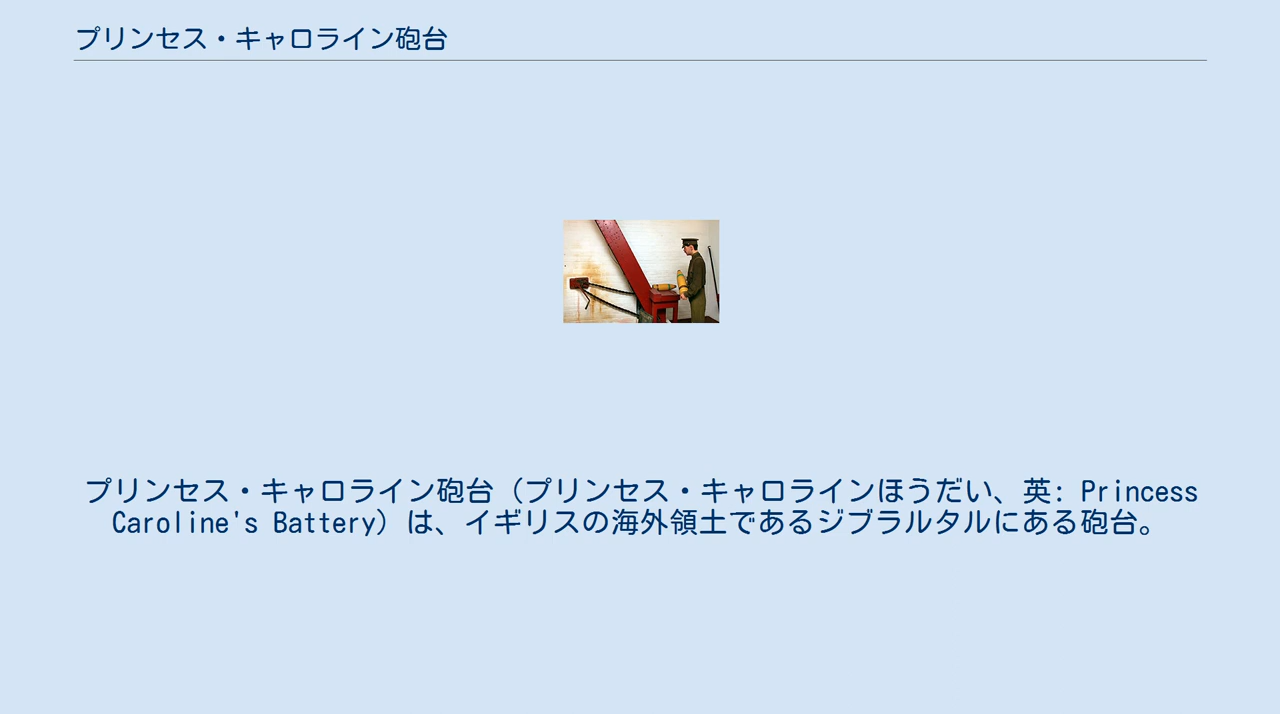 プリンセス・キャロライン砲台
プリンセス・キャロライン砲台（プリンセス・キャロラインほうだい、英: Princess
Caroline's Battery）は、イギリスの海外領土であるジブラルタルにある砲台。